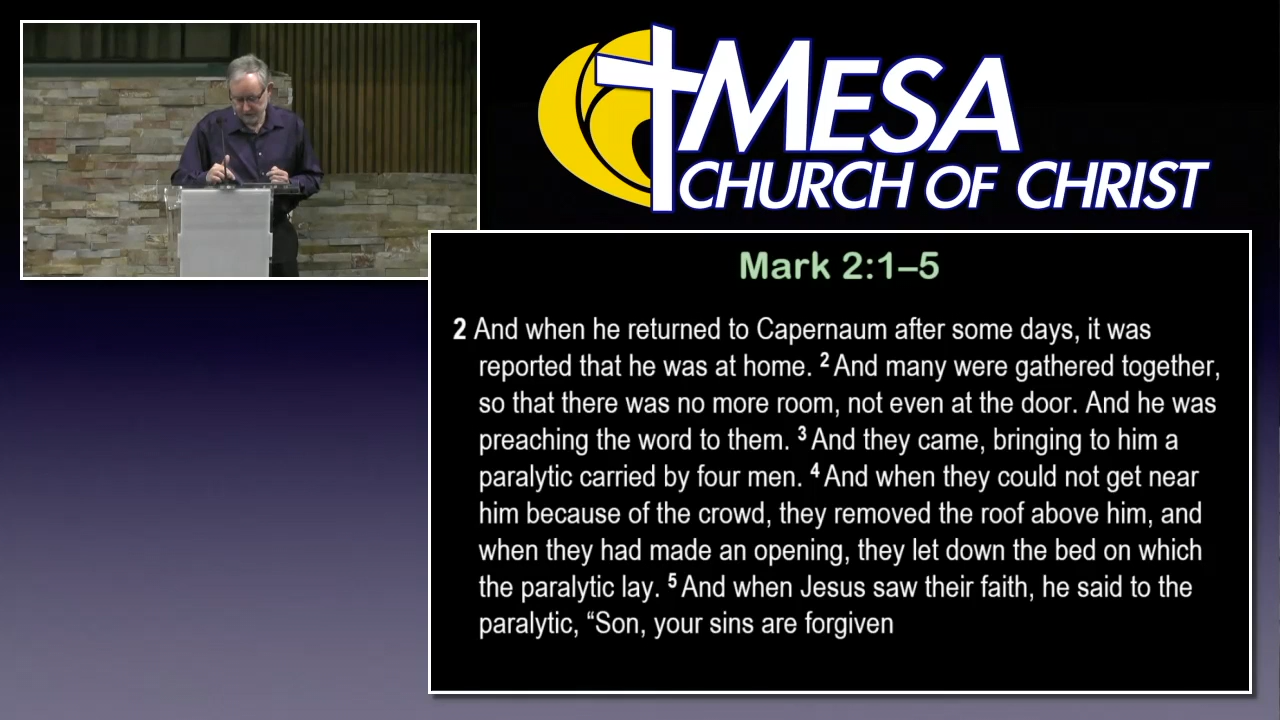 MESA
CHURCH OF CHRIST
Mark 2:1–5
2 And when he returned to Capernaum after some days, it was
reported that he was at home. 2 And many were gathered together,
so that there was no more room, not even at the door. And he was
preaching the word to them. 3 And they came, bringing to him a
paralytic carried by four men. 4 And when they could not get near
him because of the crowd, they removed the roof above him, and
when they had made an opening, they let down the bed on which
the paralytic lay. 5 And when Jesus saw their faith, he said to the
paralytic, “Son, your sins are forgiven